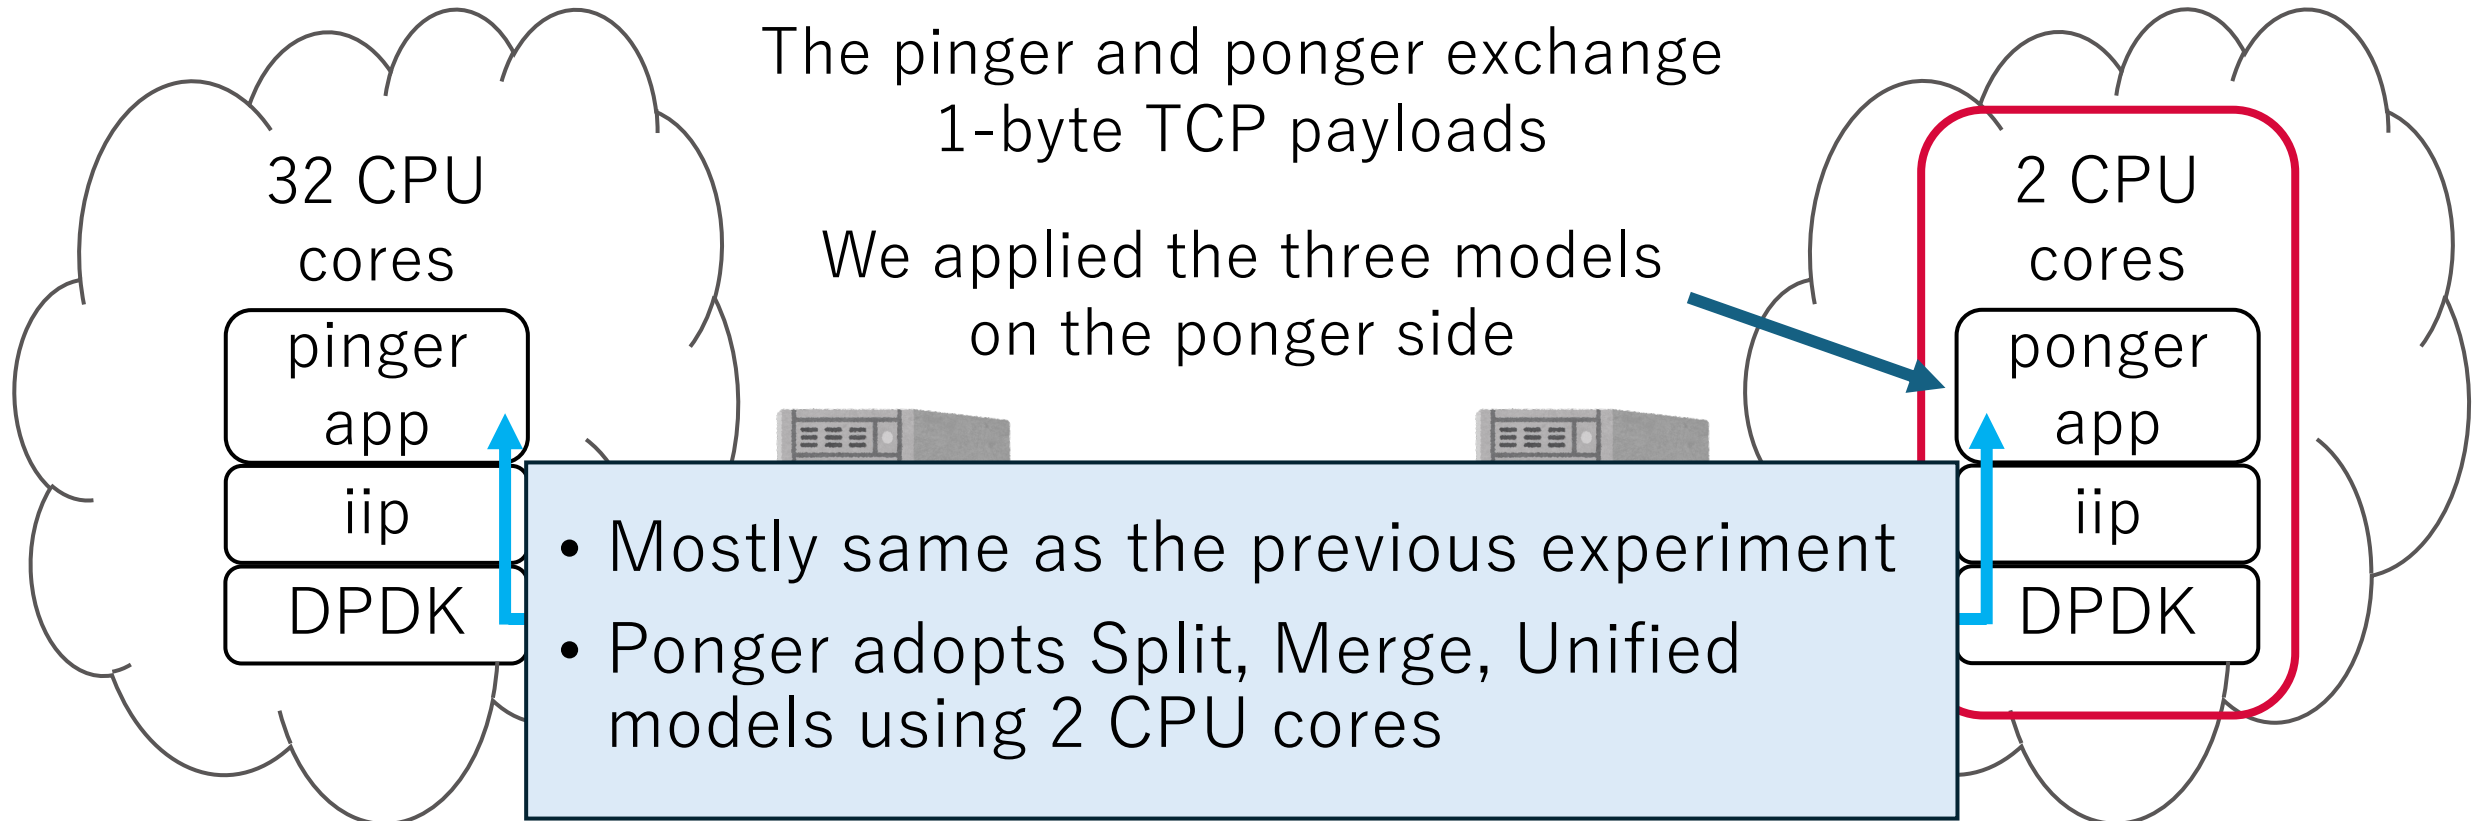 The pinger and ponger exchange
1-byte TCP payloads
We applied the three models
on the ponger side
32 CPU
cores
pinger
app
iip
DPDK
2 CPU
cores
ponger
app
iip
DPDK
• Mostly same as the previous experiment
• Ponger adopts Split, Merge, Unified
models using 2 CPU cores